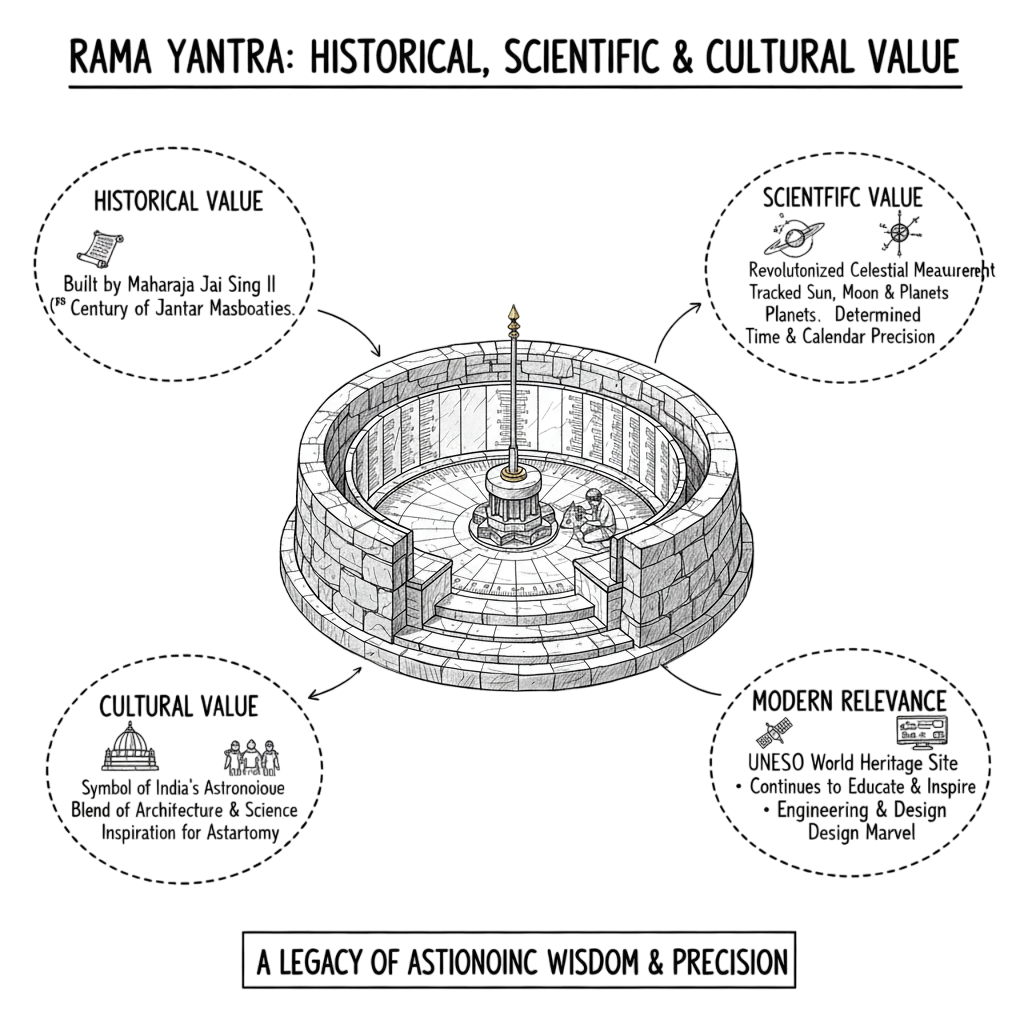 RAMA YANTRA: HISTORICAL, SCIENTIFIC & CULTURAL VALUE
HISTORICAL VALUE
Built by Maharaja Jai Sing II
Century of Jantar Masboaties.
SCIENTFIFC VALUE
Revolutonized Celestial Meaurerеht
Tracked Sun, Moon & Planets
Planets. Determined
Time & Calendar Precision
CULTURAL VALUE
Symbol of India's Astronoioue
Blend of Architecture & Science
Inspiration for Astartomy
MODERN RELEVANCE
UNESO World Heritage Site
• Continues to Educate & Inspire
• Engineering & Design
Design Marvel
A LEGACY OF ASTIONOINC WISDOM & PRECISION